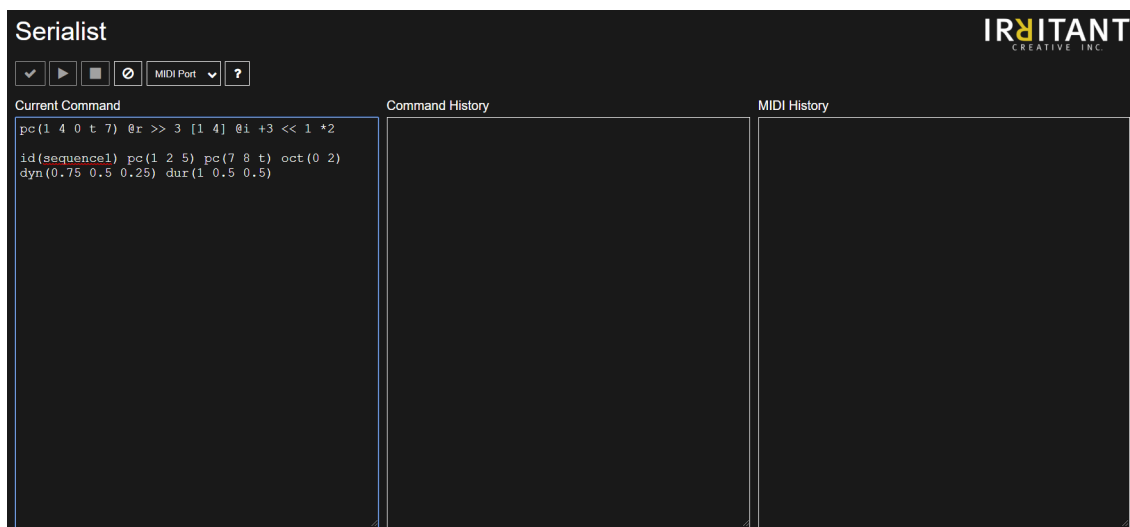 Serialist
IRRITANT
CREATIVE INC.
MIDI Port
?
Current Command
Command History
MIDI History
pc(1 4 0 t 7) @r >> 3 [1 4] @i +3 << 1 *2
id(sequence1) pc(1 2 5) pc(7 8 t) oct(0 2)
dyn(0.75 0.5 0.25) dur(1 0.5 0.5)